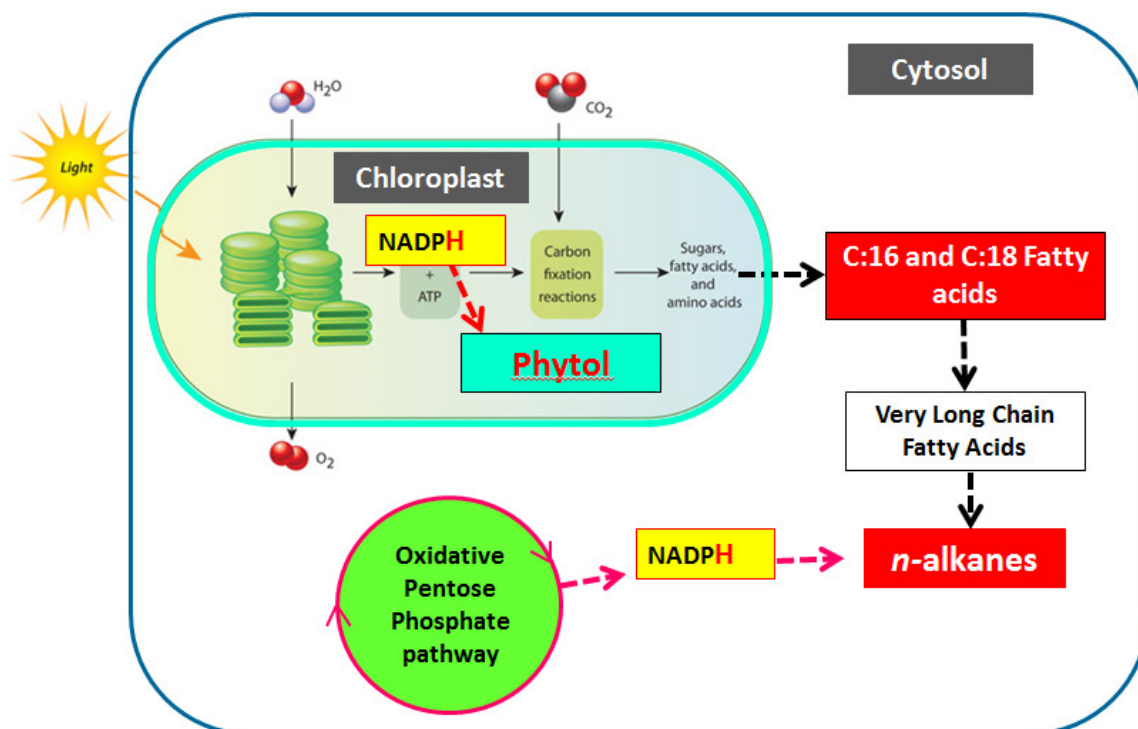 Cytosol
H2O
CO2
Light
Chloroplast
NADPH
+
ATP
Carbon
fixation
reactions
Sugars,
fatty acids,
and
amino acids
C:16 and C:18 Fatty
acids
Phytol
Very Long Chain
Fatty Acids
O2
Oxidative
Pentose
Phosphate
pathway
NADPH
n-alkanes